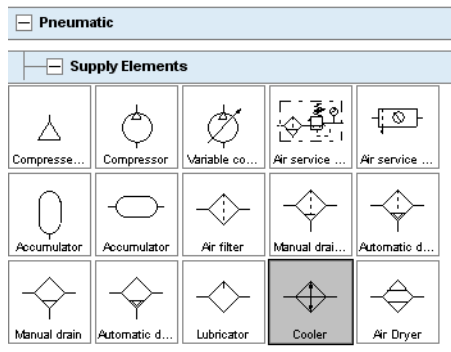 Pneumatic
Supply Elements
Compresse... Compressor Variable co... Air service ... Air service ...
Accumulator Accumulator Air filter Manual drai... Automatic d...
Manual drain Automatic d... Lubricator Cooler Air Dryer